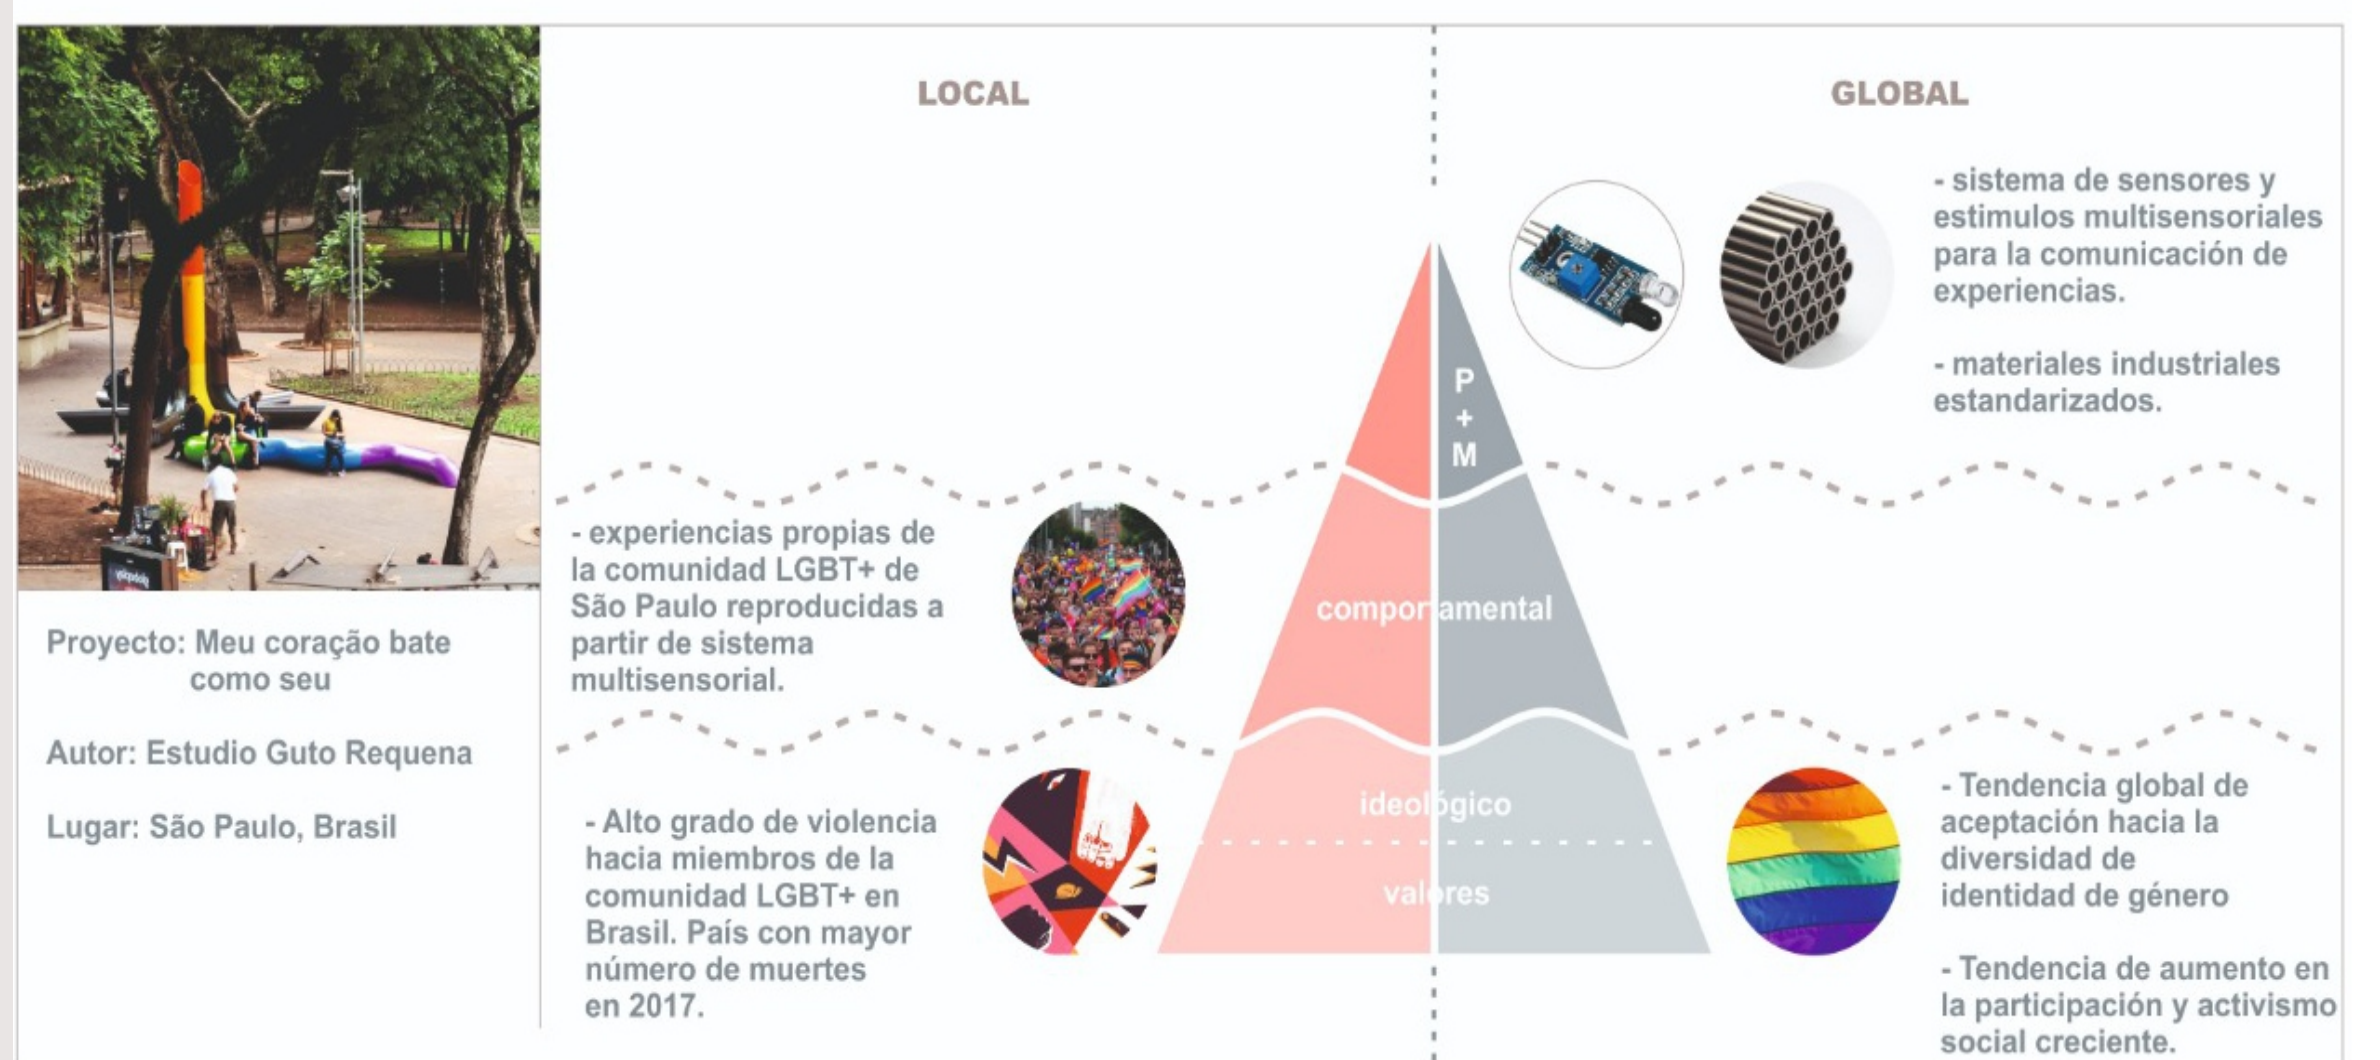 LOCAL
GLOBAL
- sistema de sensores y
estimulos multisensoriales
para la comunicación de
experiencias.
- materiales industriales
estandarizados.
P
+
M
- experiencias propias de
la comunidad LGBT+ de
São Paulo reproducidas a
partir de sistema
multisensorial.
comportamental
Proyecto: Meu coração bate
como seu
Autor: Estudio Guto Requena
Lugar: São Paulo, Brasil
- Alto grado de violencia
hacia miembros de la
comunidad LGBT+ en
Brasil. País con mayor
número de muertes
en 2017.
ideológico
valores
- Tendencia global de
aceptación hacia la
diversidad de
identidad de género
- Tendencia de aumento en
la participación y activismo
social creciente.